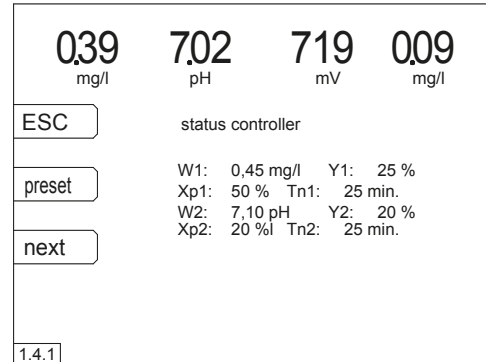 0.39 7.02 719 0.09
mg/l pH mV mg/l
ESC
status controller
W1: 0,45 mg/l Y1: 25 %
preset
Xp1: 50 % Tn1: 25 min.
W2: 7,10 pH Y2: 20 %
Xp2: 20 %l Tn2: 25 min.
next
1.4.1